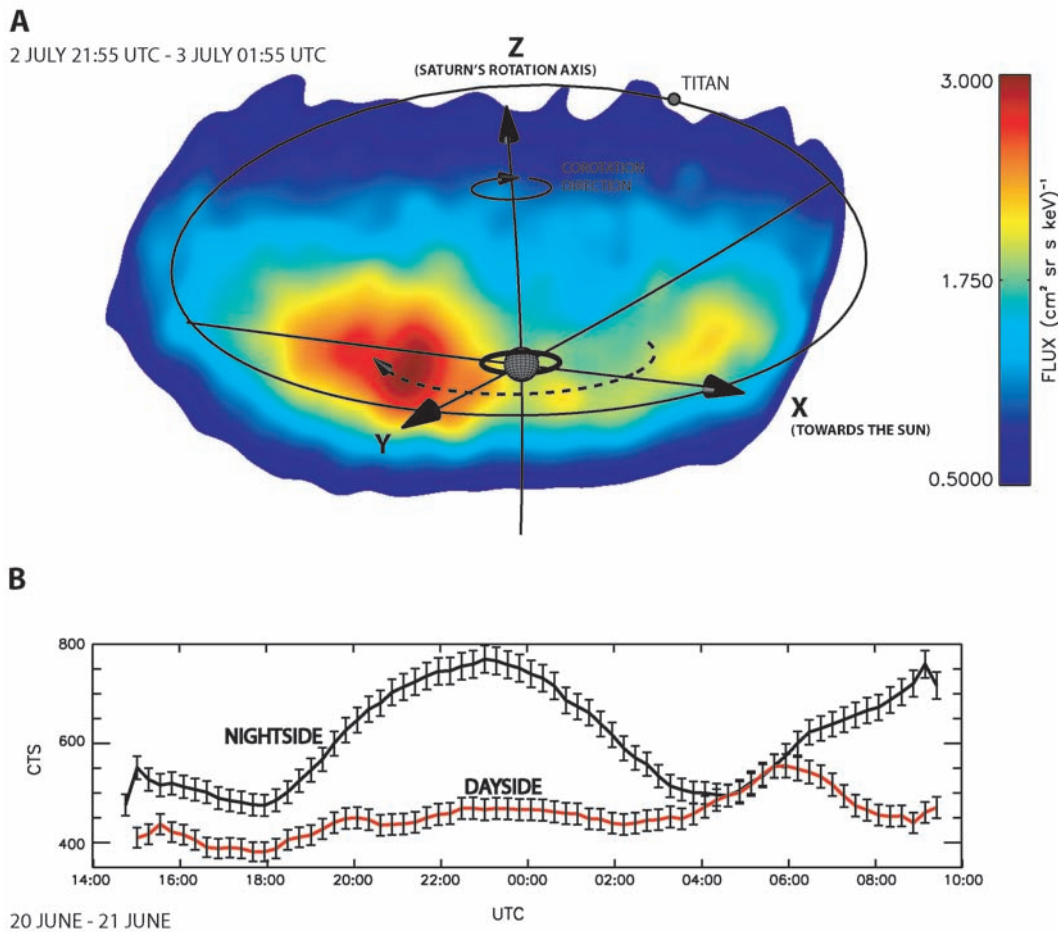 A
2 JULY 21:55 UTC - 3 JULY 01:55 UTC
Z
(SATURN'S ROTATION AXIS)
TITAN
3.000
COROTATION
DIRECTION
1.750
FLUX (cm² sr s keV)⁻¹
X
(TOWARDS THE SUN)
Y
0.5000
B
800
NIGHTSIDE
600
CTS
DAYSIDE
400
14:00 16:00 18:00 20:00 22:00 00:00 02:00 04:00 06:00 08:00 10:00
UTC
20 JUNE - 21 JUNE